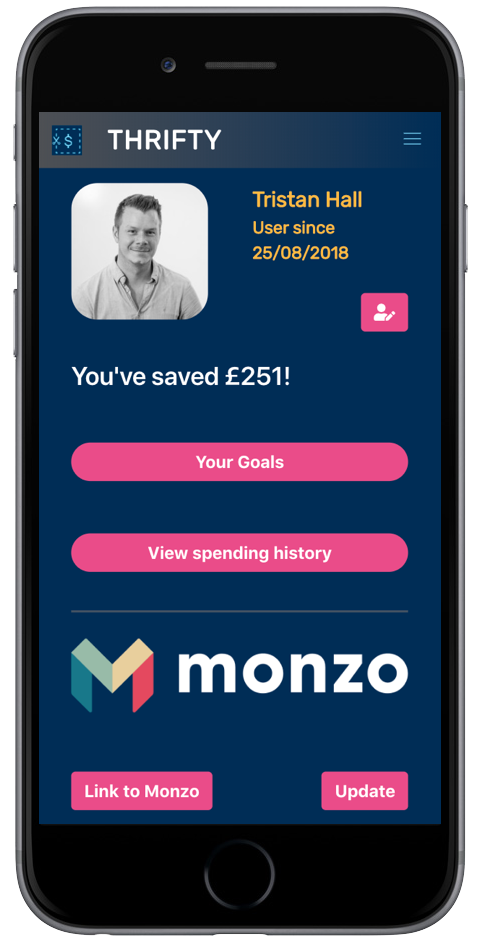 $
THRIFTY
Tristan Hall
User since
25/08/2018
You've saved £251!
Your Goals
View spending history
monzo
Link to Monzo
Update